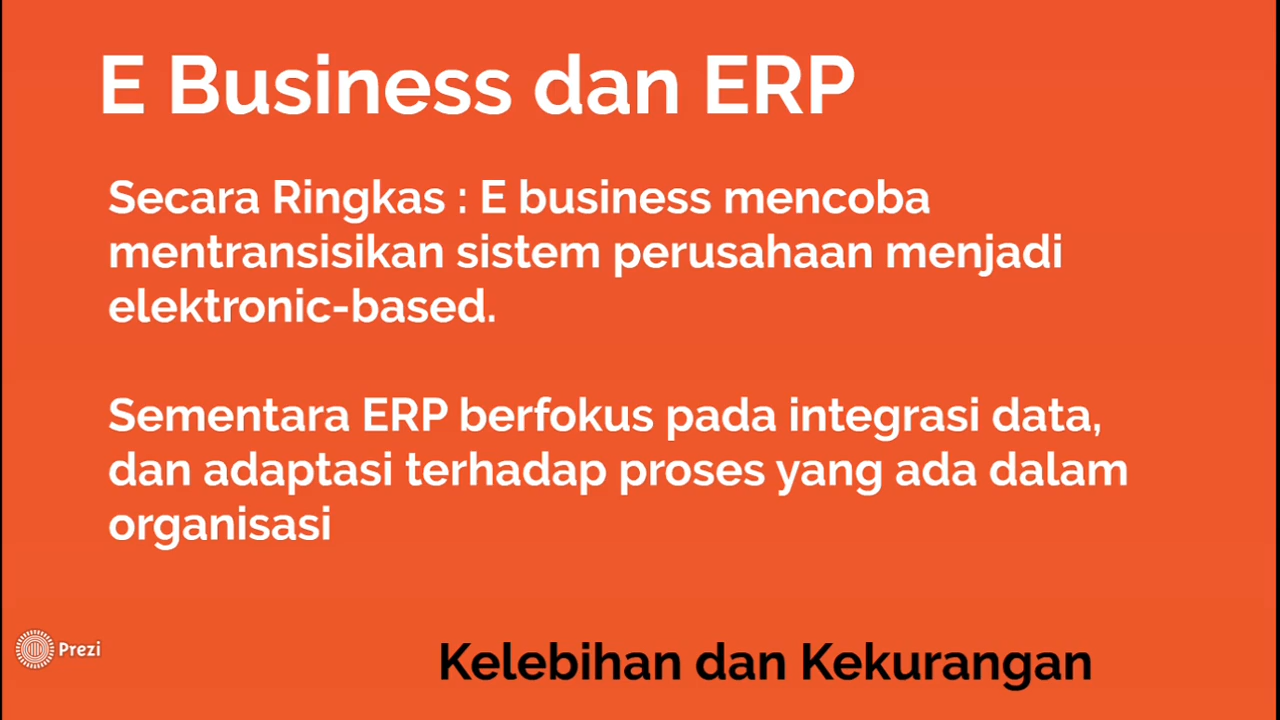 E Business dan ERP
Secara Ringkas : E business mencoba
mentransisikan sistem perusahaan menjadi
elektronic-based.
Sementara ERP berfokus pada integrasi data,
dan adaptasi terhadap proses yang ada dalam
organisasi
Prezi
Kelebihan dan Kekurangan